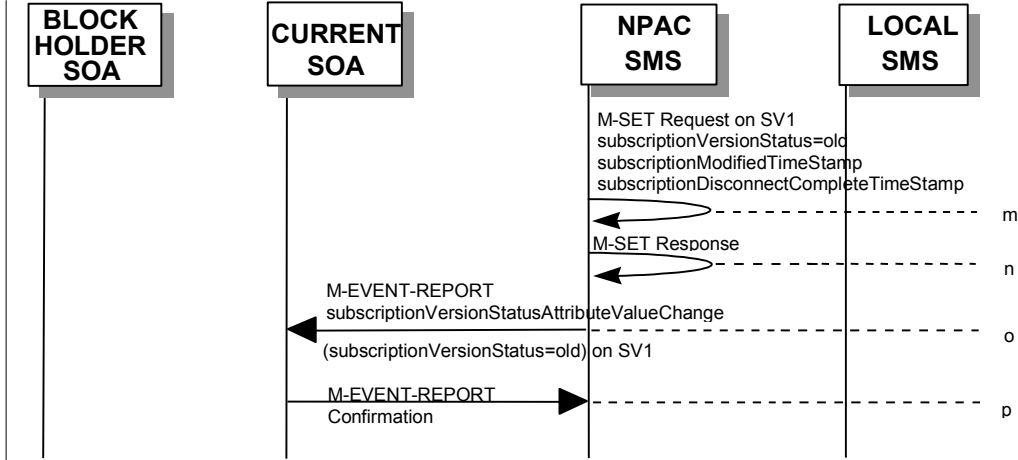 BLOCK
HOLDER
SOA
CURRENT
SOA
NPAC
SMS
LOCAL
SMS
M-SET Request on SV1
subscriptionVersionStatus=old
subscriptionModifiedTimeStamp
subscriptionDisconnectCompleteTimeStamp
m
M-SET Response
n
M-EVENT-REPORT
subscriptionVersionStatusAttributeValueChange
o
(subscriptionVersionStatus=old) on SV1
M-EVENT-REPORT
Confirmation
p